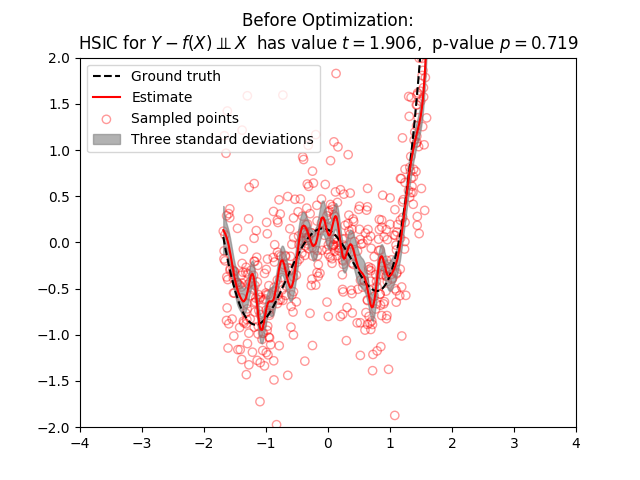 Before Optimization:
HSIC for Y − f(X) ⫫ X has value t = 1.906, p-value p = 0.719
2.0
1.5
1.0
0.5
0.0
−0.5
−1.0
−1.5
−2.0
Ground truth
Estimate
Sampled points
Three standard deviations
−4 −3 −2 −1 0 1 2 3 4